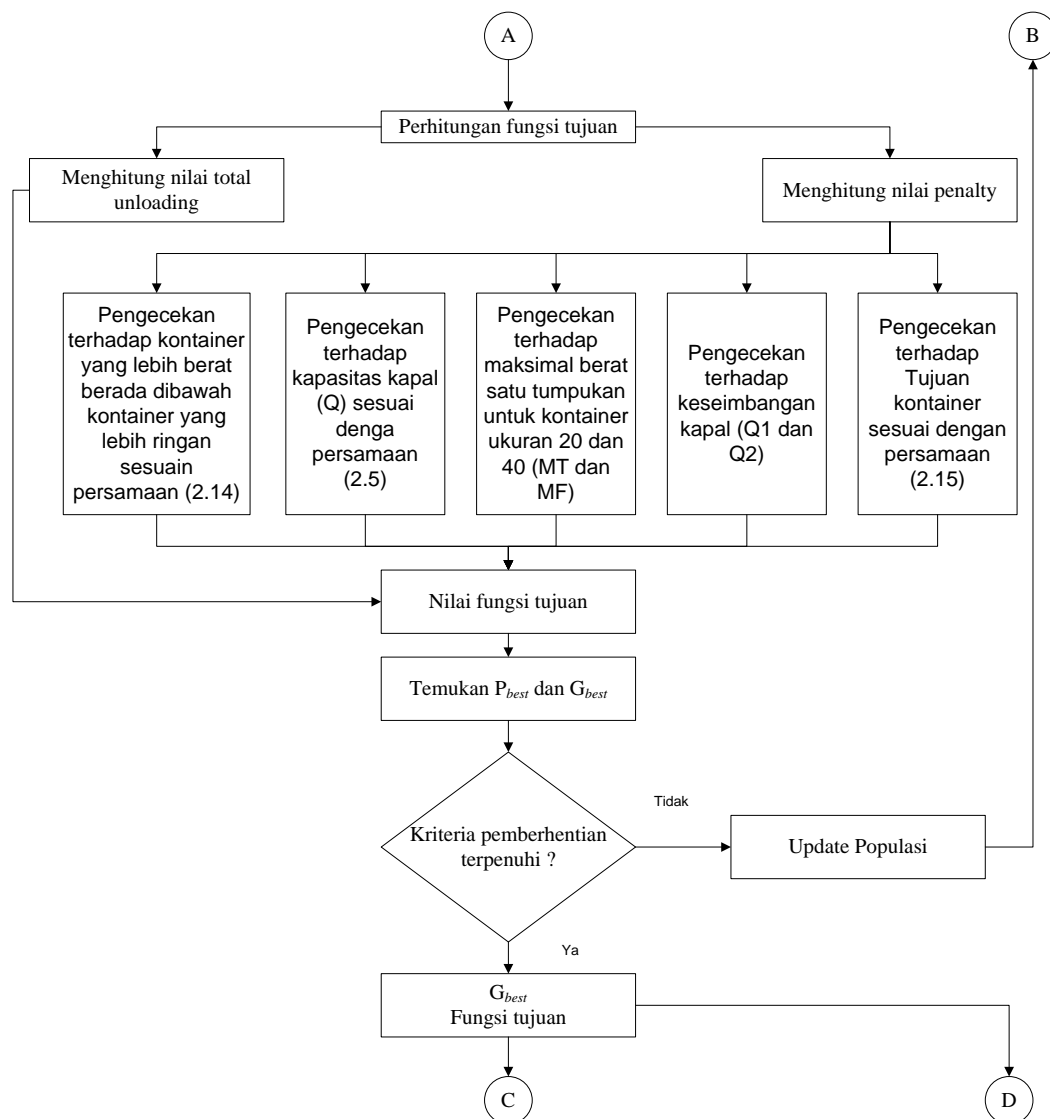 A
B
Perhitungan fungsi tujuan
Menghitung nilai total
unloading
Menghitung nilai penalty
Pengecekan
terhadap kontainer
yang lebih berat
berada dibawah
kontainer yang
lebih ringan
sesuain
persamaan (2.14)
Pengecekan
terhadap
kapasitas kapal
(Q) sesuai
denga
persamaan
(2.5)
Pengecekan
terhadap
maksimal berat
satu tumpukan
untuk kontainer
ukuran 20 dan
40 (MT dan
MF)
Pengecekan
terhadap
keseimbangan
kapal (Q1 dan
Q2)
Pengecekan
terhadap
Tujuan
kontainer
sesuai dengan
persamaan
(2.15)
Nilai fungsi tujuan
Temukan Pbest dan Gbest
Kriteria pemberhentian
terpenuhi ?
Tidak
Update Populasi
Ya
Gbest
Fungsi tujuan
C
D